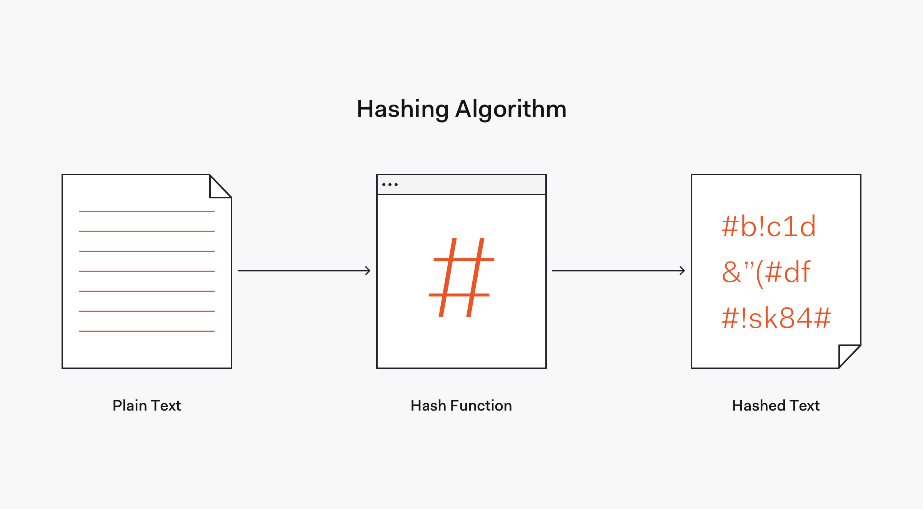 Hashing Algorithm
#
#b!c1d
&”(#df
#!sk84#
Plain Text
Hash Function
Hashed Text